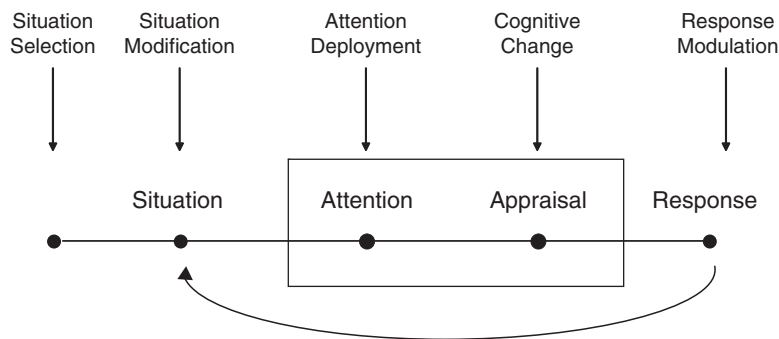 Situation
Selection
Situation
Modification
Attention
Deployment
Cognitive
Change
Response
Modulation
Situation
Attention
Appraisal
Response